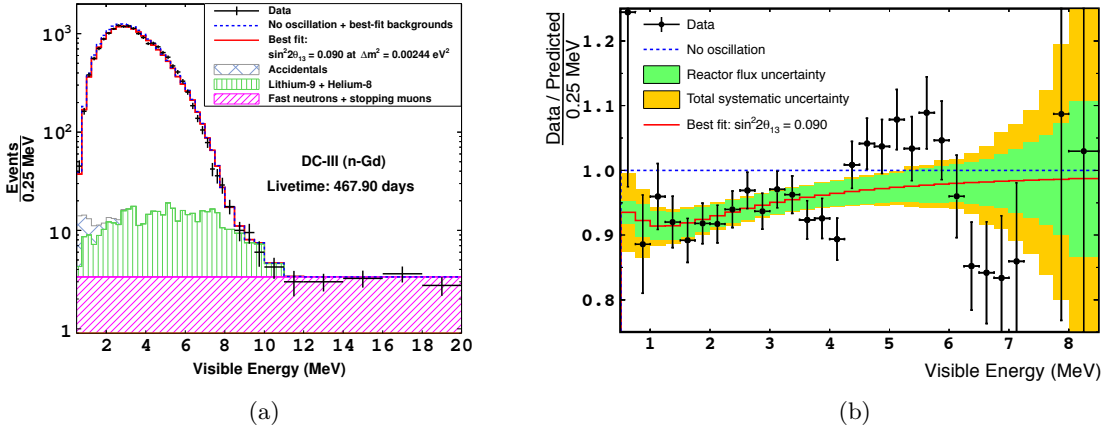 Data
No oscillation + best-fit backgrounds
Best fit:
sin²2θ₁₃ = 0.090 at Δm² = 0.00244 eV²
Accidentals
Lithium-9 + Helium-8
Fast neutrons + stopping muons
DC-III (n-Gd)
Livetime: 467.90 days
Events
0.25 MeV
10³
10²
10
1
2 4 6 8 10 12 14 16 18 20
Visible Energy (MeV)
(a)
Data
No oscillation
Reactor flux uncertainty
Total systematic uncertainty
Best fit: sin²2θ₁₃ = 0.090
Data / Predicted
0.25 MeV
1.2
1.1
1.0
0.9
0.8
1 2 3 4 5 6 7 8
Visible Energy (MeV)
(b)